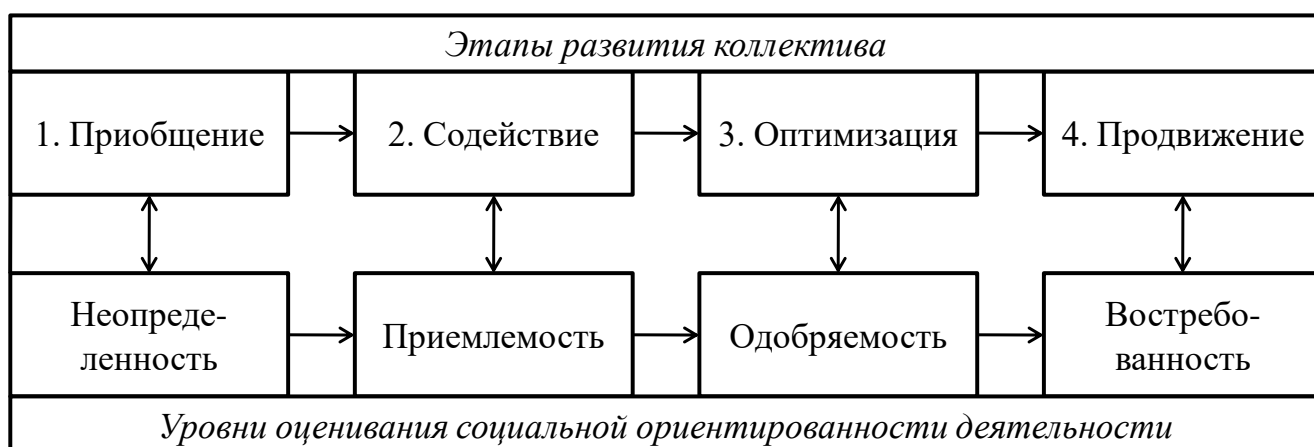 Этапы развития коллектива
1. Приобщение
2. Содействие
3. Оптимизация
4. Продвижение
Неопреде-
ленность
Приемлемость
Одобряемость
Востребо-
ванность
Уровни оценивания социальной ориентированности деятельности